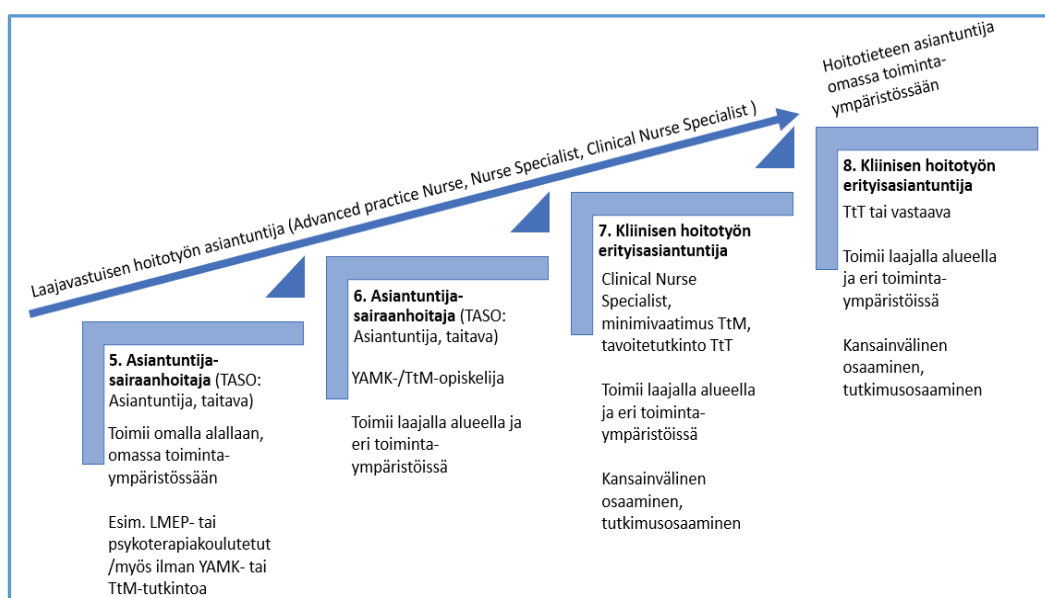 Laajavastuisen hoitotyön asiantuntija (Advanced practice Nurse, Nurse Specialist, Clinical Nurse Specialist )
Hoitotieteen asiantuntija
omassa toiminta-
ympäristössään
5. Asiantuntija-
sairaanhoitaja (TASO:
Asiantuntija, taitava)
Toimii omalla alallaan,
omassa toiminta-
ympäristössään
Esim. LMEP- tai
psykoterapiakoulutetut
/myös ilman YAMK- tai
TtM-tutkintoa
6. Asiantuntija-
sairaanhoitaja (TASO:
Asiantuntija, taitava)
YAMK-/TtM-opiskelija
Toimii laajalla alueella ja
eri toiminta-
ympäristöissä
7. Kliinisen hoitotyön
erityisasiantuntija
Clinical Nurse
Specialist,
minimivaatimus TtM,
tavoitetutkinto TtT
Toimii laajalla alueella
ja eri toiminta-
ympäristöissä
Kansainvälinen
osaaminen,
tutkimusosaaminen
8. Kliinisen hoitotyön
erityisasiantuntija
TtT tai vastaava
Toimii laajalla alueella
ja eri toiminta-
ympäristöissä
Kansainvälinen
osaaminen,
tutkimusosaaminen